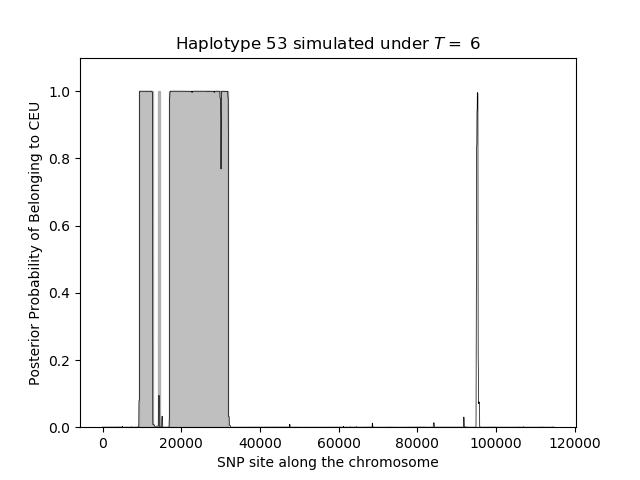 Haplotype 53 simulated under T = 6
Posterior Probability of Belonging to CEU
1.0
0.8
0.6
0.4
0.2
0.0
0 20000 40000 60000 80000 100000 120000
SNP site along the chromosome